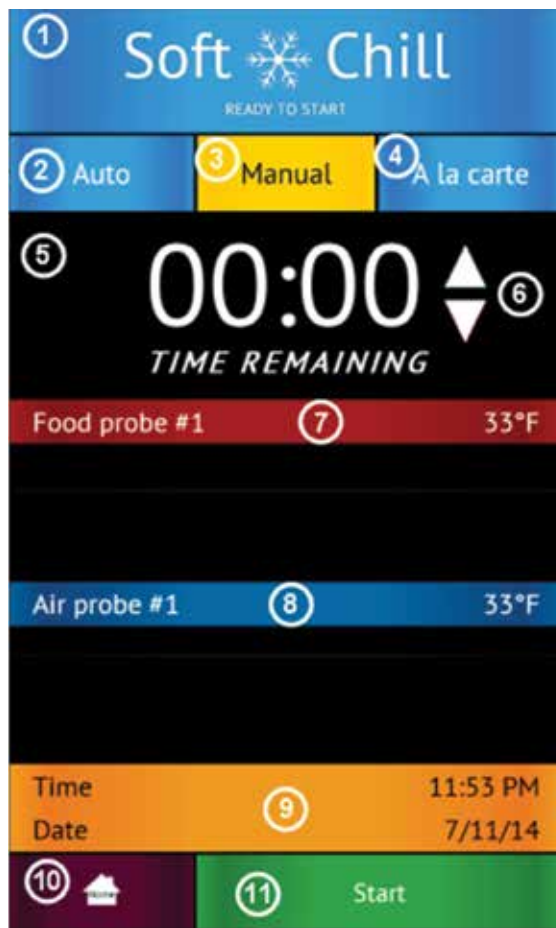 1
Soft Chill
READY TO START
2 Auto 3 Manual 4 A la carte
5 00:00 6
TIME REMAINING
Food probe #1 7 33°F
Air probe #1 8 33°F
Time 11:53 PM
9
Date 7/11/14
10 Home 11 Start